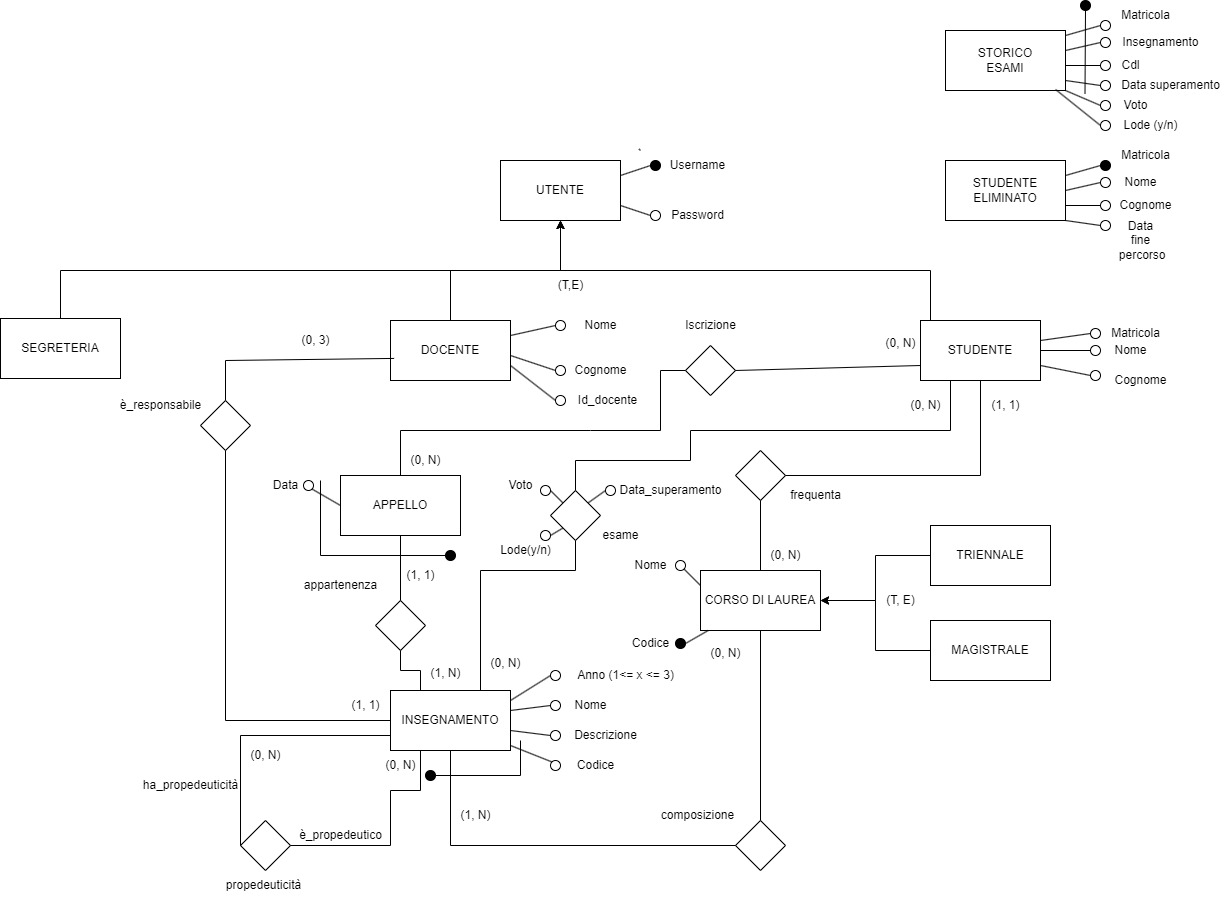 Matricola
STORICO
ESAMI
Insegnamento
Cdl
Data superamento
Voto
Lode (y/n)
UTENTE
Username
Password
STUDENTE
ELIMINATO
Matricola
Nome
Cognome
Data
fine
percorso
(T,E)
SEGRETERIA
(0, 3)
DOCENTE
Nome
Cognome
Id_docente
Iscrizione
(0, N)
STUDENTE
Matricola
Nome
Cognome
è_responsabile
(0, N)
(1, 1)
(0, N)
Data
APPELLO
Voto
Data_superamento
Lode(y/n)
esame
frequenta
appartenenza
(1, 1)
Nome
(0, N)
CORSO DI LAUREA
Codice
(0, N)
(T, E)
TRIENNALE
MAGISTRALE
(1, N)
(0, N)
(1, 1)
INSEGNAMENTO
Anno (1<= x <= 3)
Nome
Descrizione
Codice
(0, N)
(0, N)
ha_propedeuticità
è_propedeutico
propedeuticità
(1, N)
composizione